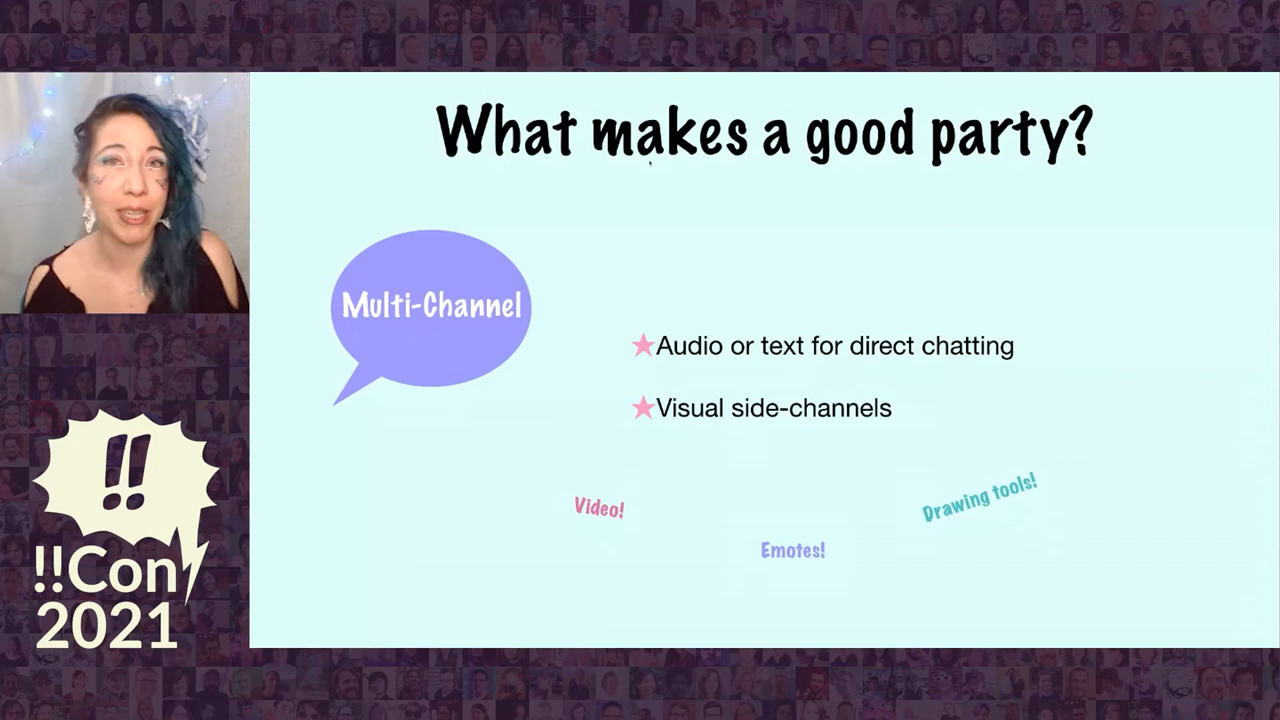 What makes a good party?
Multi-Channel
★Audio or text for direct chatting
★Visual side-channels
Video!
Emotes!
Drawing tools!
!!
!!Con
2021